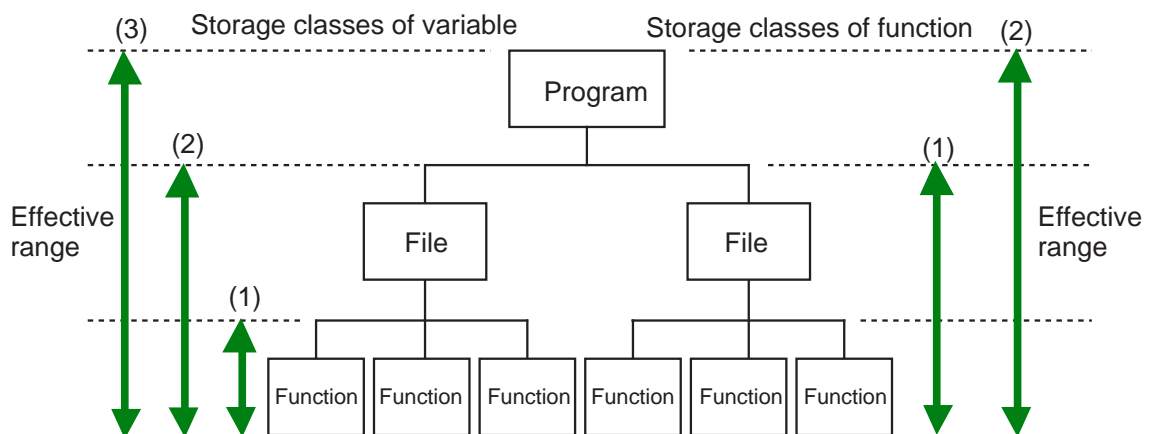 (3)
Storage classes of variable
Storage classes of function
(2)
Program
(2)
(1)
Effective
range
File
File
Effective
range
(1)
Function
Function
Function
Function
Function
Function